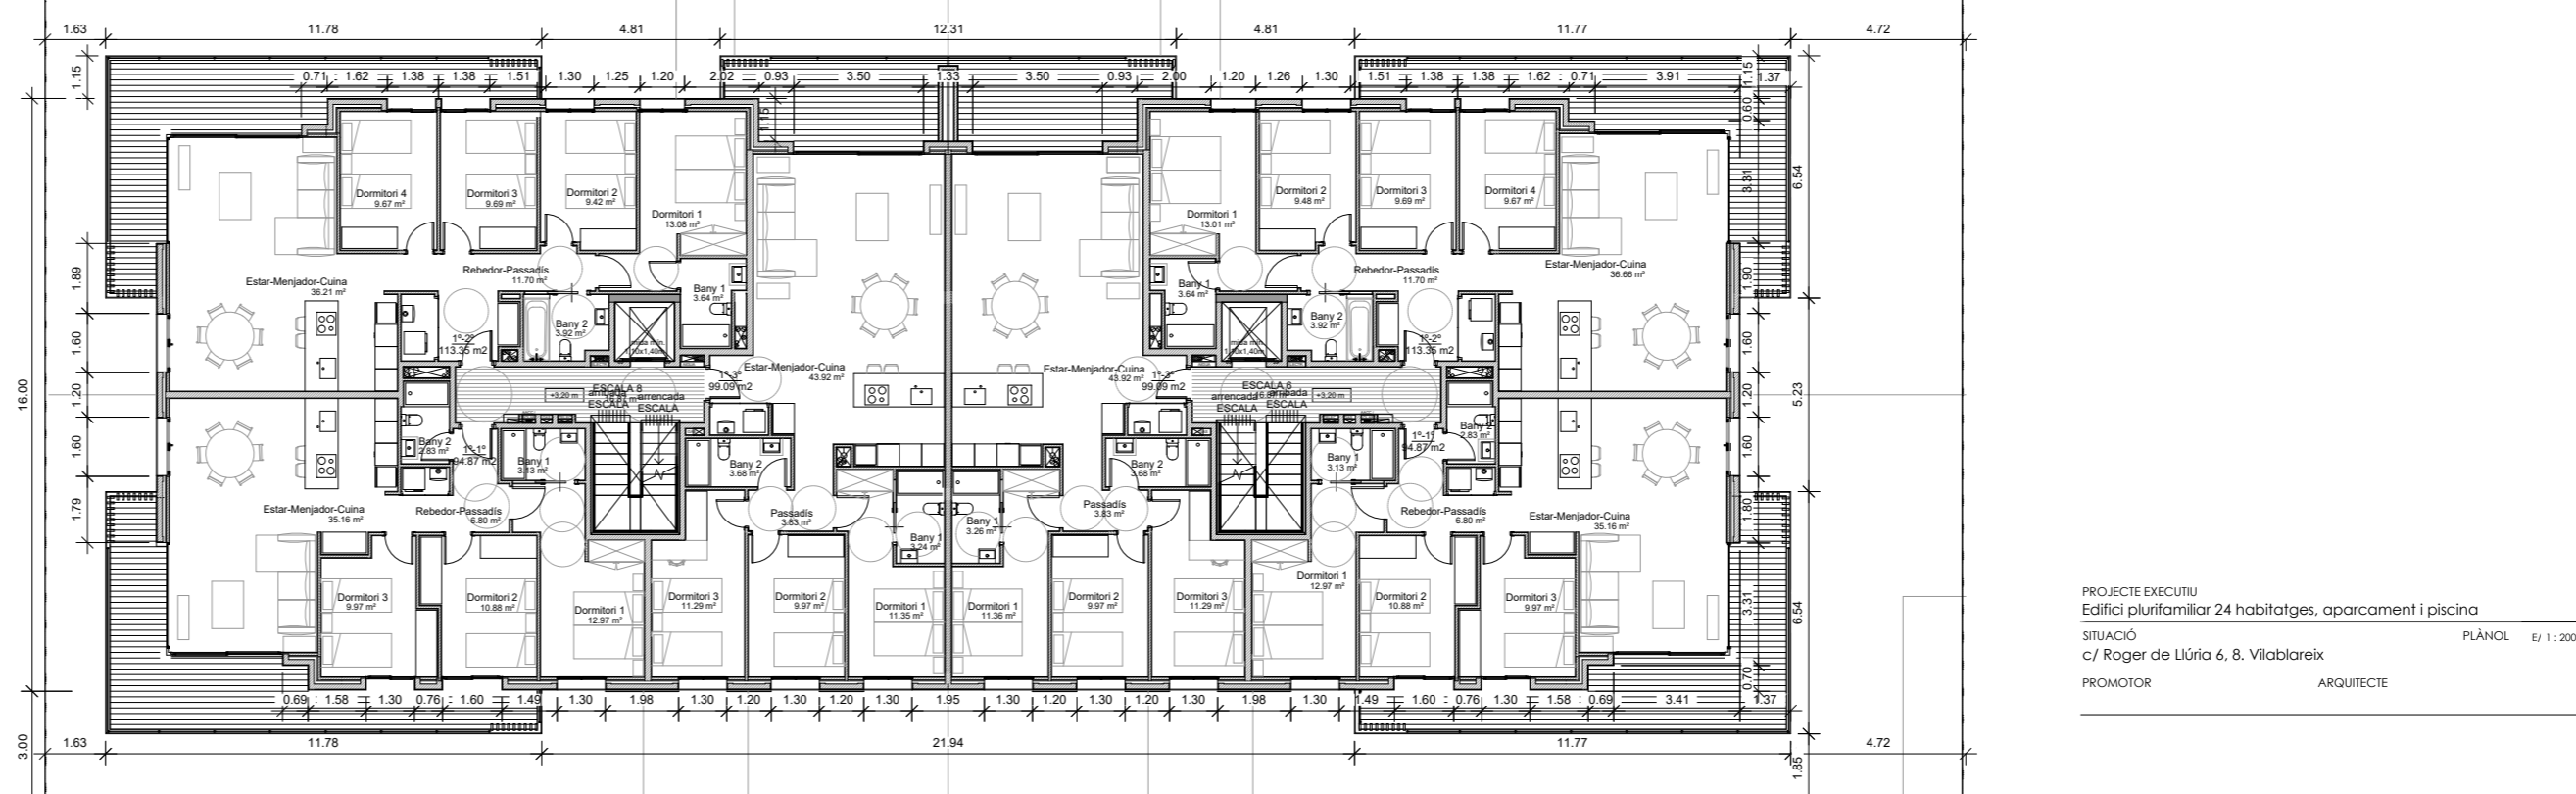 1.63 11.78 4.81 12.31 4.81 11.77 4.72
1.15 0.71 1.62 1.38 1.38 1.51 1.30 1.25 1.20 2.02 0.93 3.50 1.33 3.50 0.93 2.00 1.20 1.26 1.30 1.51 1.38 1.38 1.62 0.71 3.91 1.15 1.37
0.60
Dormitori 4
9.67 m²
Dormitori 3
9.69 m²
Dormitori 2
9.42 m²
Dormitori 1
13.08 m²
Dormitori 1
13.01 m²
Dormitori 2
9.48 m²
Dormitori 3
9.69 m²
Dormitori 4
9.67 m²
3.31
6.54
Estar-Menjador-Cuina
36.21 m²
Rebedor-Passadís
11.70 m²
Bany 1
3.64 m²
Bany 1
3.64 m²
Rebedor-Passadís
11.70 m²
Estar-Menjador-Cuina
36.66 m²
1.89
1.90
Bany 2
3.92 m²
Bany 2
3.92 m²
1.60
1º-2ª
113.35 m2
1º-2ª
113.35 m2
1.60
1º-3ª
99.09 m2
Estar-Menjador-Cuina
43.92 m²
Estar-Menjador-Cuina
43.92 m²
1º-3ª
99.09 m2
16.00
1.20
ESCALA 8
+3,20 m
arrencada
ESCALA
ESCALA
ESCALA 6
+3,20 m
arrencada
ESCALA
ESCALA
1.20
5.23
1.60
Bany 2
2.83 m²
1º-1ª
94.87 m2
Bany 1
3.13 m²
Bany 2
3.68 m²
Bany 2
3.68 m²
Bany 1
3.13 m²
1º-1ª
94.87 m2
Bany 2
2.83 m²
1.60
1.79
Estar-Menjador-Cuina
35.16 m²
Rebedor-Passadís
6.80 m²
Passadís
3.83 m²
Bany 1
3.24 m²
Bany 1
3.26 m²
Passadís
3.83 m²
Rebedor-Passadís
6.80 m²
Estar-Menjador-Cuina
35.16 m²
1.80
Dormitori 3
9.97 m²
Dormitori 2
10.88 m²
Dormitori 1
12.97 m²
Dormitori 3
11.29 m²
Dormitori 2
9.97 m²
Dormitori 1
11.35 m²
Dormitori 1
11.36 m²
Dormitori 2
9.97 m²
Dormitori 3
11.29 m²
Dormitori 1
12.97 m²
Dormitori 2
10.88 m²
Dormitori 3
9.97 m²
3.31
6.54
0.70
0.69 1.58 1.30 0.76 1.60 1.49 1.30 1.98 1.30 1.20 1.30 1.20 1.30 1.95 1.30 1.20 1.30 1.20 1.30 1.98 1.30 1.49 1.60 0.76 1.30 1.58 0.69 3.41 1.37
3.00
1.63 11.78 21.94 11.77 4.72
1.85
PROJECTE EXECUTIU
Edifici plurifamiliar 24 habitatges, aparcament i piscina
SITUACIÓ PLÀNOL E/ 1 : 200
c/ Roger de Llúria 6, 8. Vilablareix
PROMOTOR ARQUITECTE